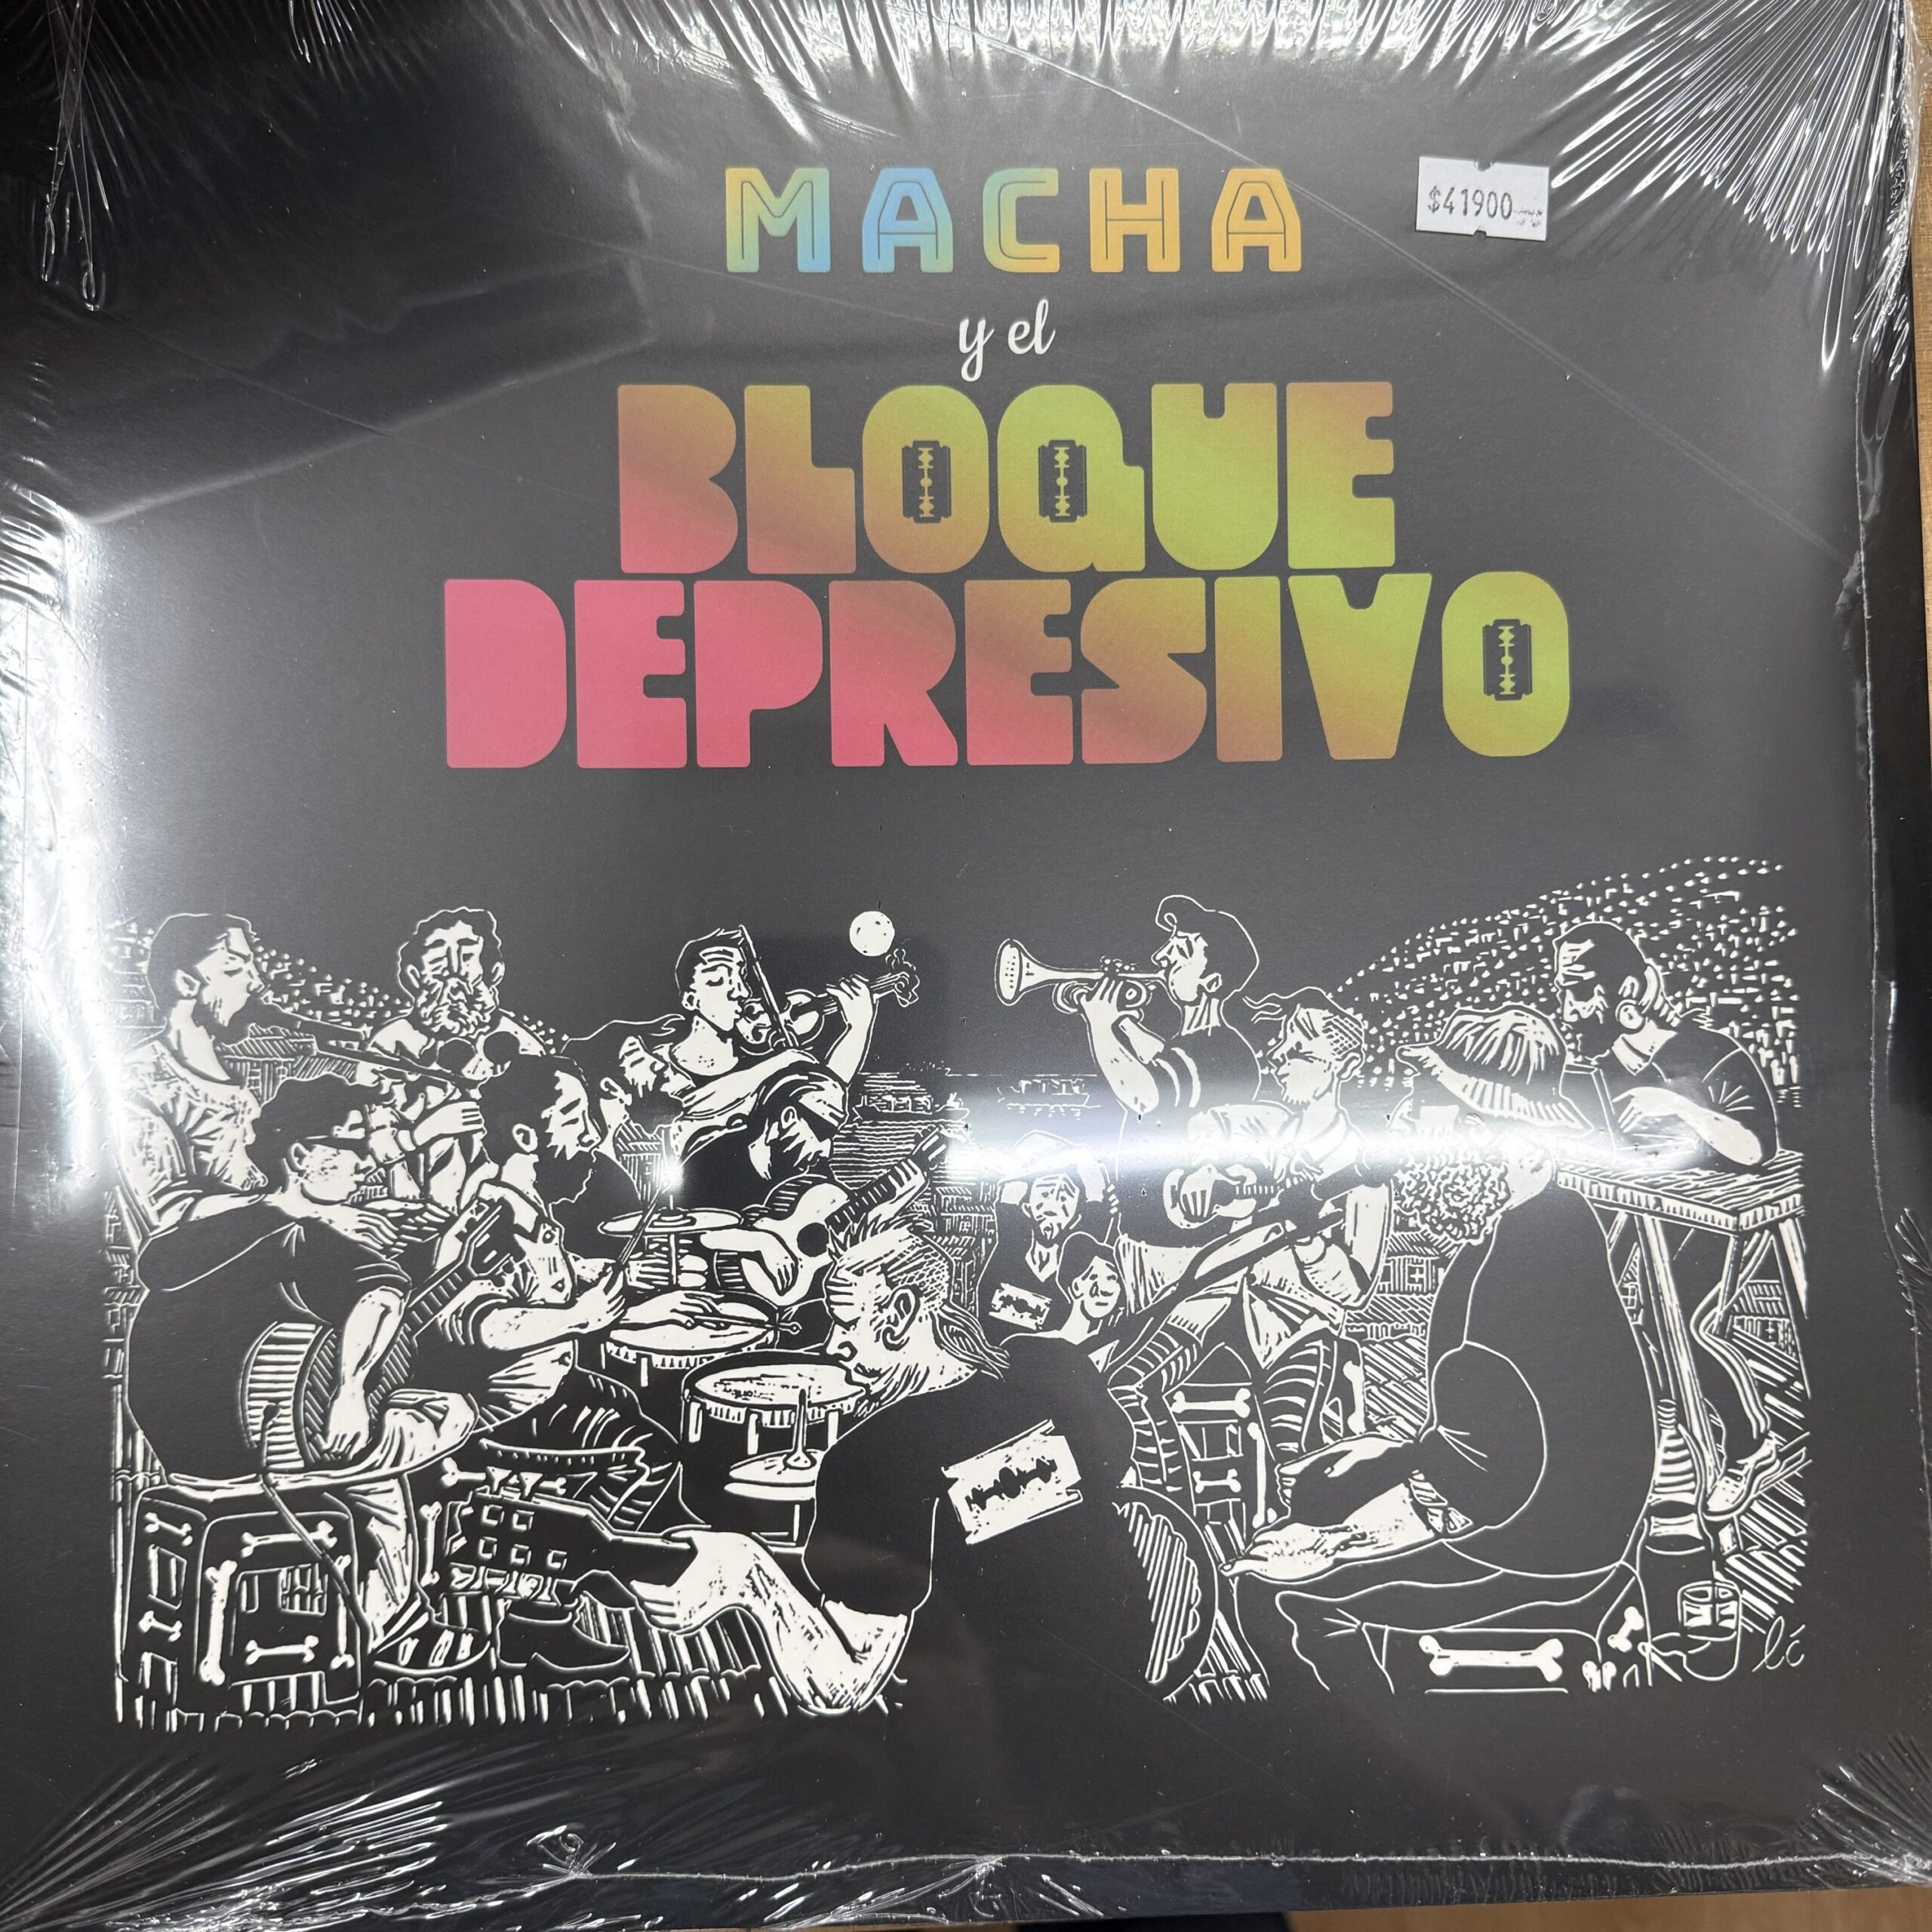 MACHA
$41900
y el
BLOQUE
DEPRESIVO